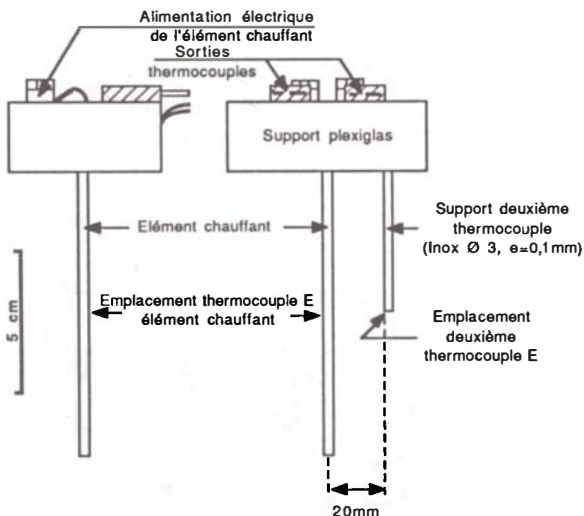 Alimentation électrique
de l'élément chauffant
Sorties
thermocouples
Support plexiglas
Elément chauffant
Support deuxième
thermocouple
(Inox Ø 3, e=0,1mm)
Emplacement thermocouple E
élément chauffant
Emplacement
deuxième
thermocouple E
5 cm
20mm